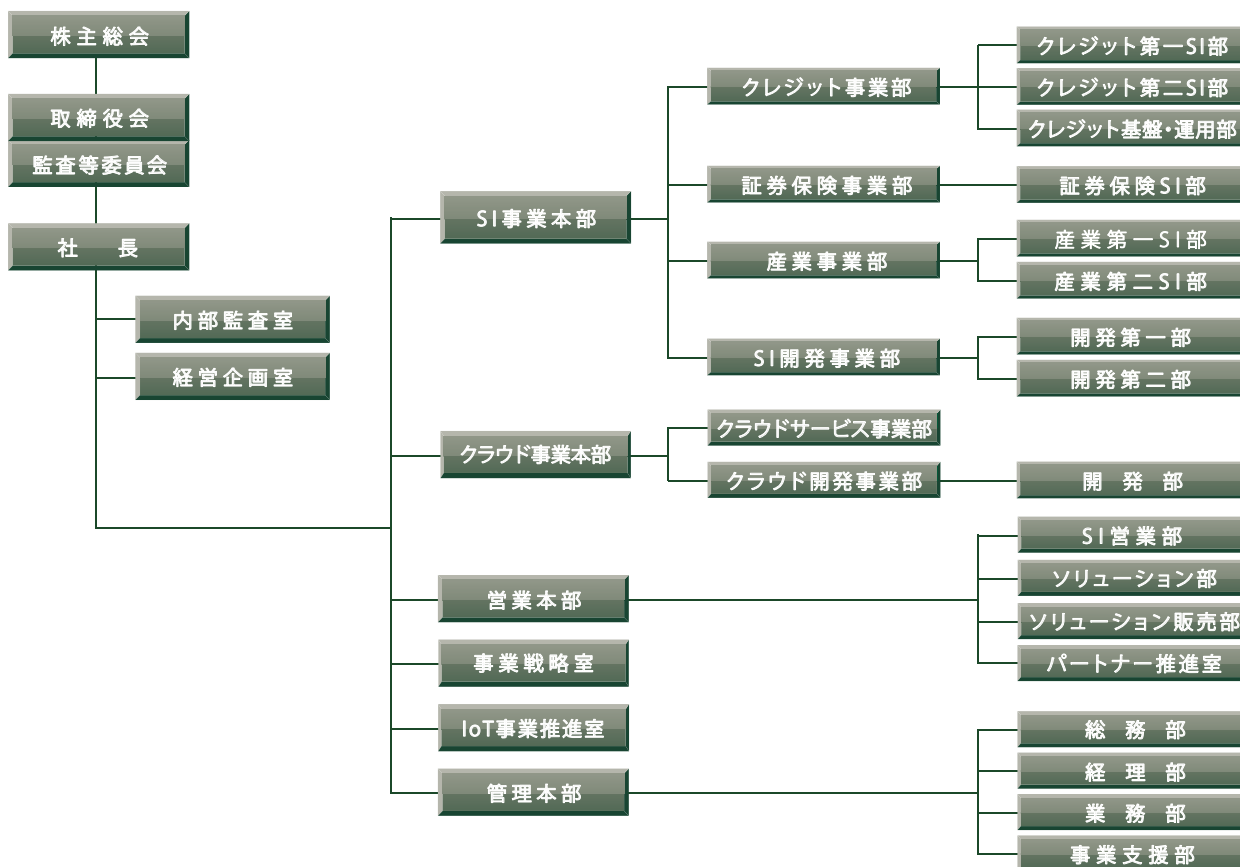 株主総会
取締役会
監査等委員会
社長
内部監査室
経営企画室
SI事業本部
クレジット事業部
クレジット第一SI部
クレジット第二SI部
クレジット基盤・運用部
証券保険事業部
証券保険SI部
産業事業部
産業第一SI部
産業第二SI部
SI開発事業部
開発第一部
開発第二部
クラウド事業本部
クラウドサービス事業部
クラウド開発事業部
開発部
営業本部
SI営業部
ソリューション部
ソリューション販売部
パートナー推進室
事業戦略室
IoT事業推進室
管理本部
総務部
経理部
業務部
事業支援部